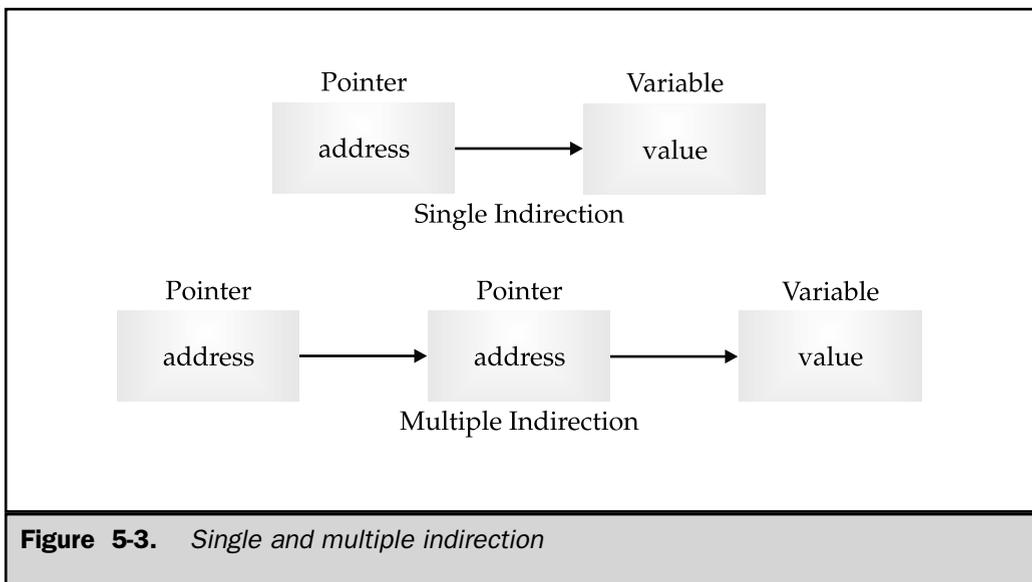 Pointer Variable
address value
Single Indirection
Pointer Pointer Variable
address address value
Multiple Indirection
Figure 5-3. Single and multiple indirection